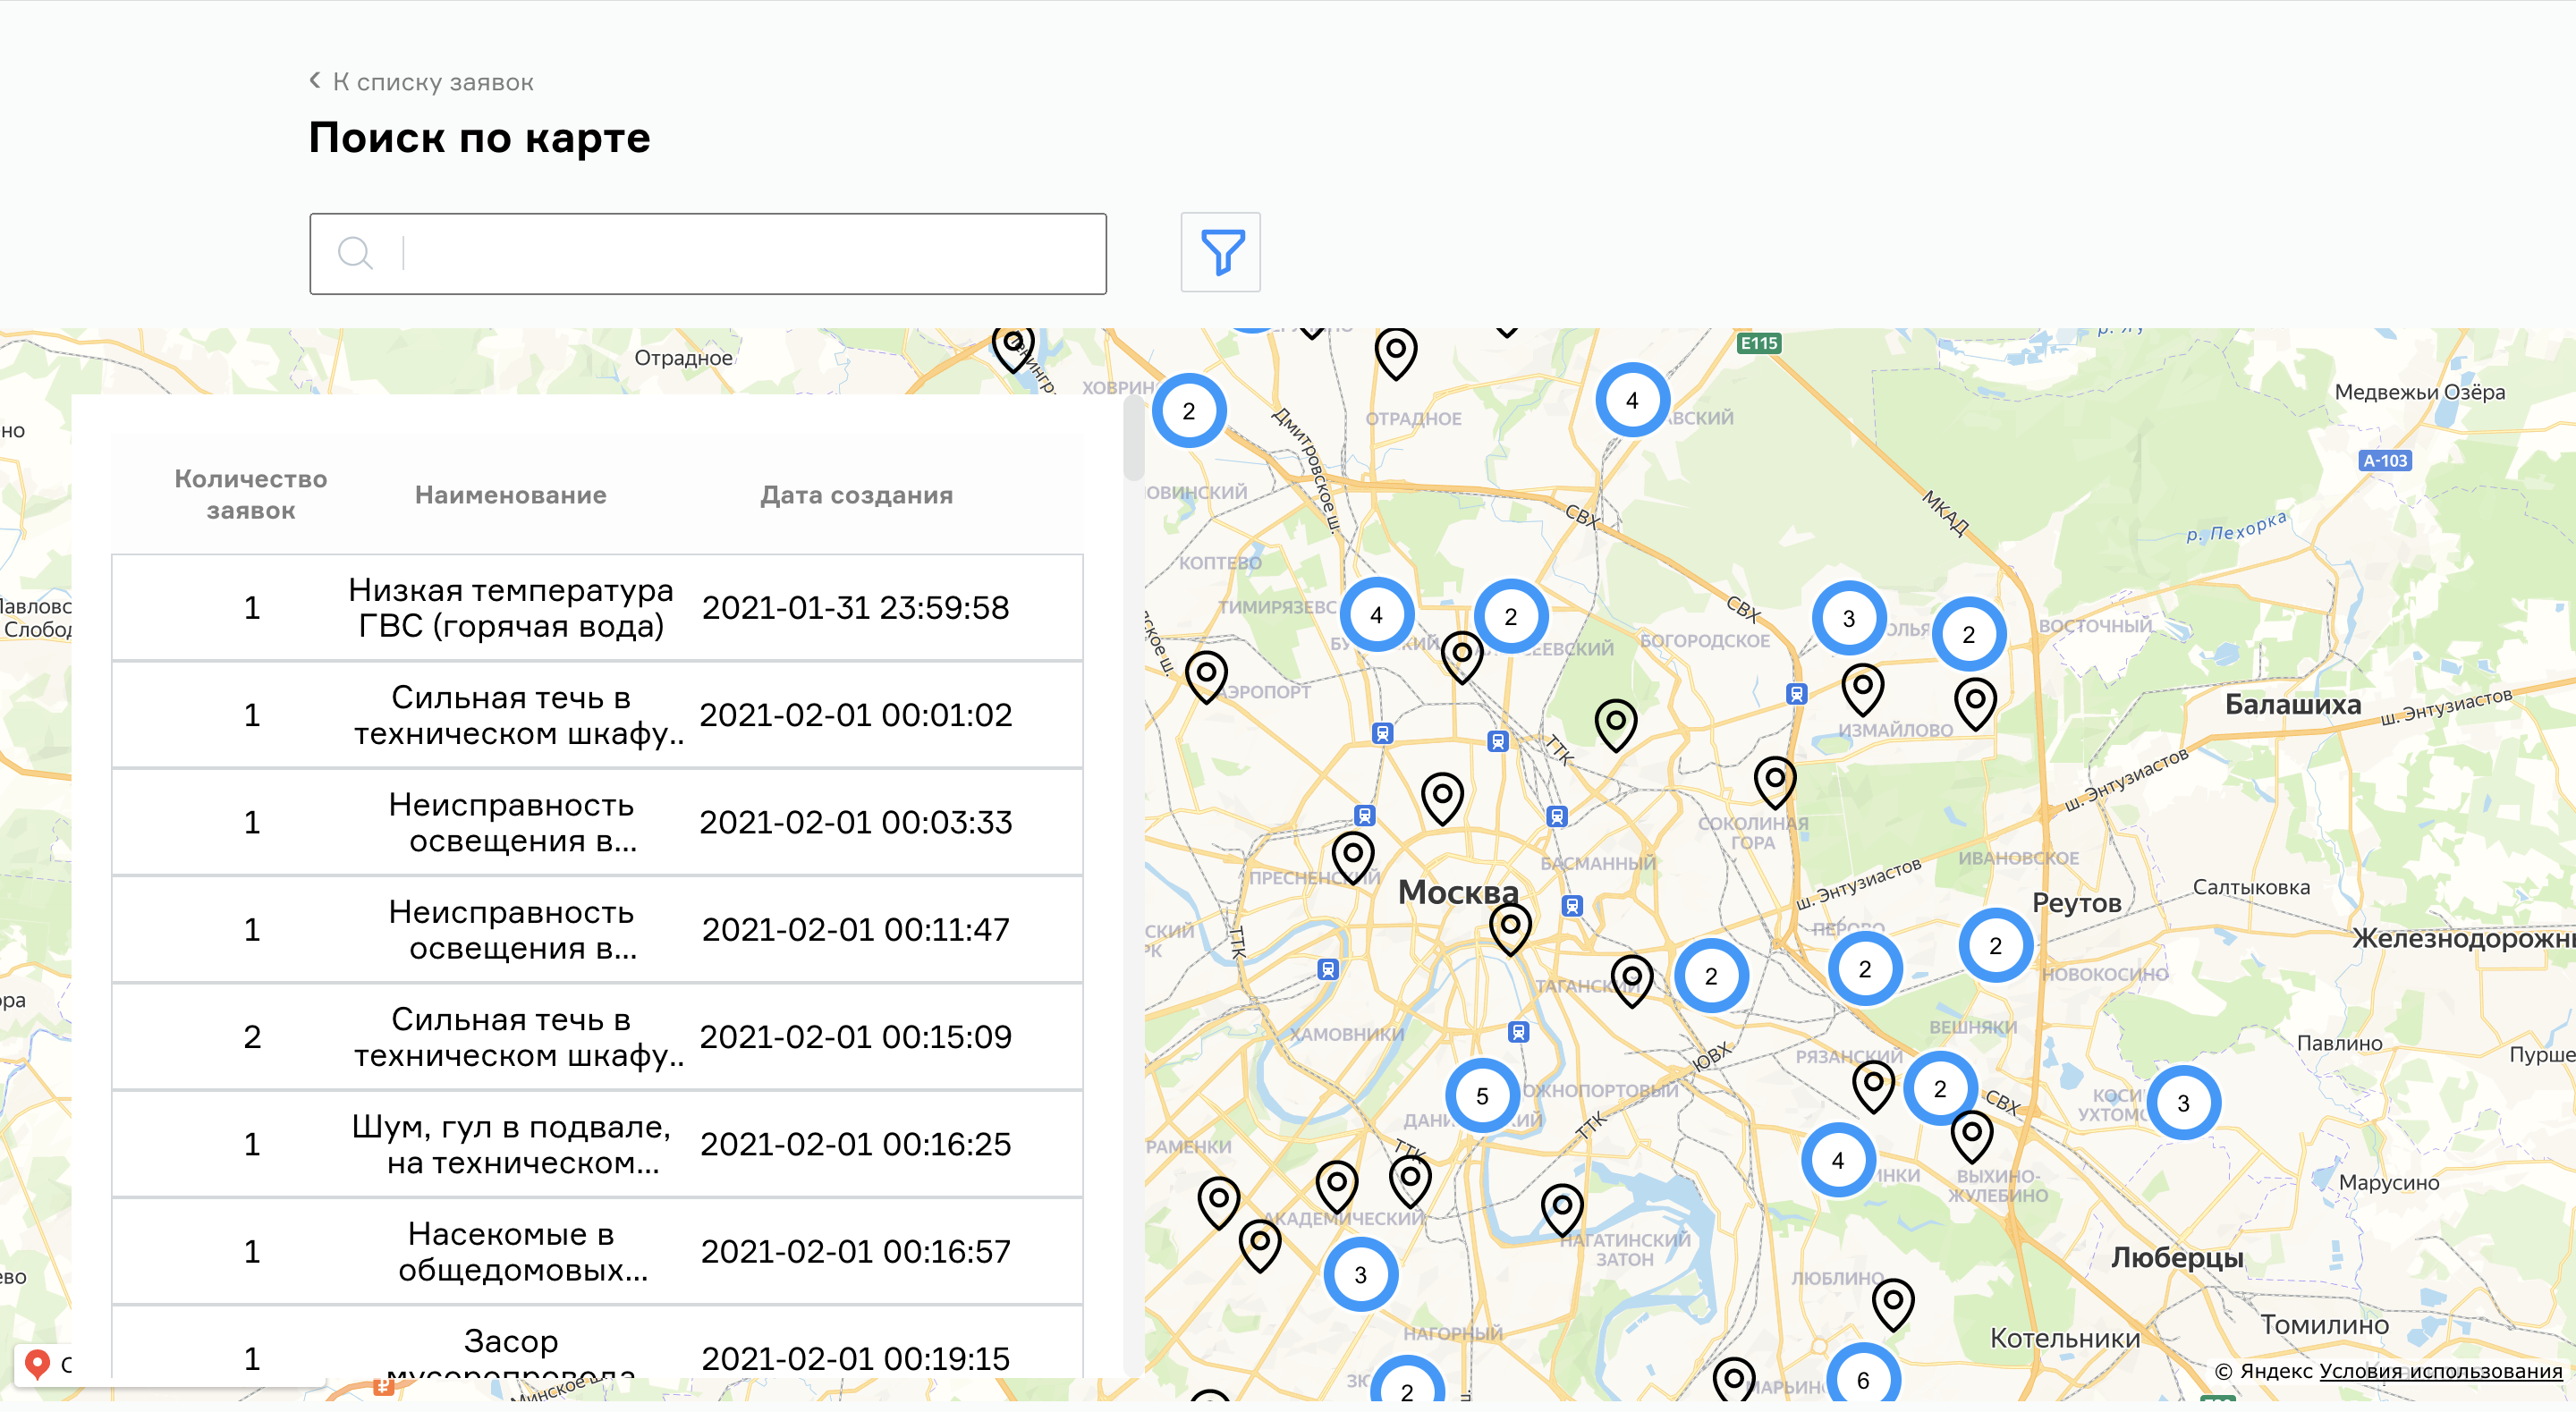 К списку заявок
Поиск по карте
Отрадное
E115
Медвежьи Озёра
A-103
ОТРАДНОЕ
Дмитровское ш.
2
4
Количество
заявок
Наименование
Дата создания
СВХ
МКАД
р. Пехорка
КОПТЕВО
1
Низкая температура
ГВС (горячая вода)
2021-01-31 23:59:58
4
2
СВХ
3
2
БОГОРОДСКОЕ
ВОСТОЧНЫЙ
АЭРОПОРТ
1
Сильная течь в
техническом шкафу..
2021-02-01 00:01:02
ТТК
ИЗМАЙЛОВО
Балашиха
ш. Энтузиастов
ш. Энтузиастов
1
Неисправность
освещения в...
2021-02-01 00:03:33
СОКОЛИНАЯ
ГОРА
БАСМАННЫЙ
ИВАНОВСКОЕ
ПРЕСНЕНСКИЙ
Москва
ш. Энтузиастов
Реутов
Салтыковка
1
Неисправность
освещения в...
2021-02-01 00:11:47
ТТК
ПЕРОВО
2
2
2
Железнодорожн
ТАГАНСКИЙ
НОВОКОСИНО
2
Сильная течь в
техническом шкафу..
2021-02-01 00:15:09
ХАМОВНИКИ
ВЕШНЯКИ
ЮВХ
РЯЗАНСКИЙ
Павлино
Пурше
5
2
СВХ
3
1
Шум, гул в подвале,
на техническом...
2021-02-01 00:16:25
РАМЕНКИ
ТТК
ТТК
4
ВЫХИНО-
ЖУЛЕБИНО
Марусино
АКАДЕМИЧЕСКИЙ
НАГАТИНСКИЙ
ЗАТОН
1
Насекомые в
общедомовых...
2021-02-01 00:16:57
3
ЛЮБЛИНО
Люберцы
НАГОРНЫЙ
Котельники
Томилино
1
Засор
мусоропровода
2021-02-01 00:19:15
2
6
Минское ш.
© Яндекс Условия использования